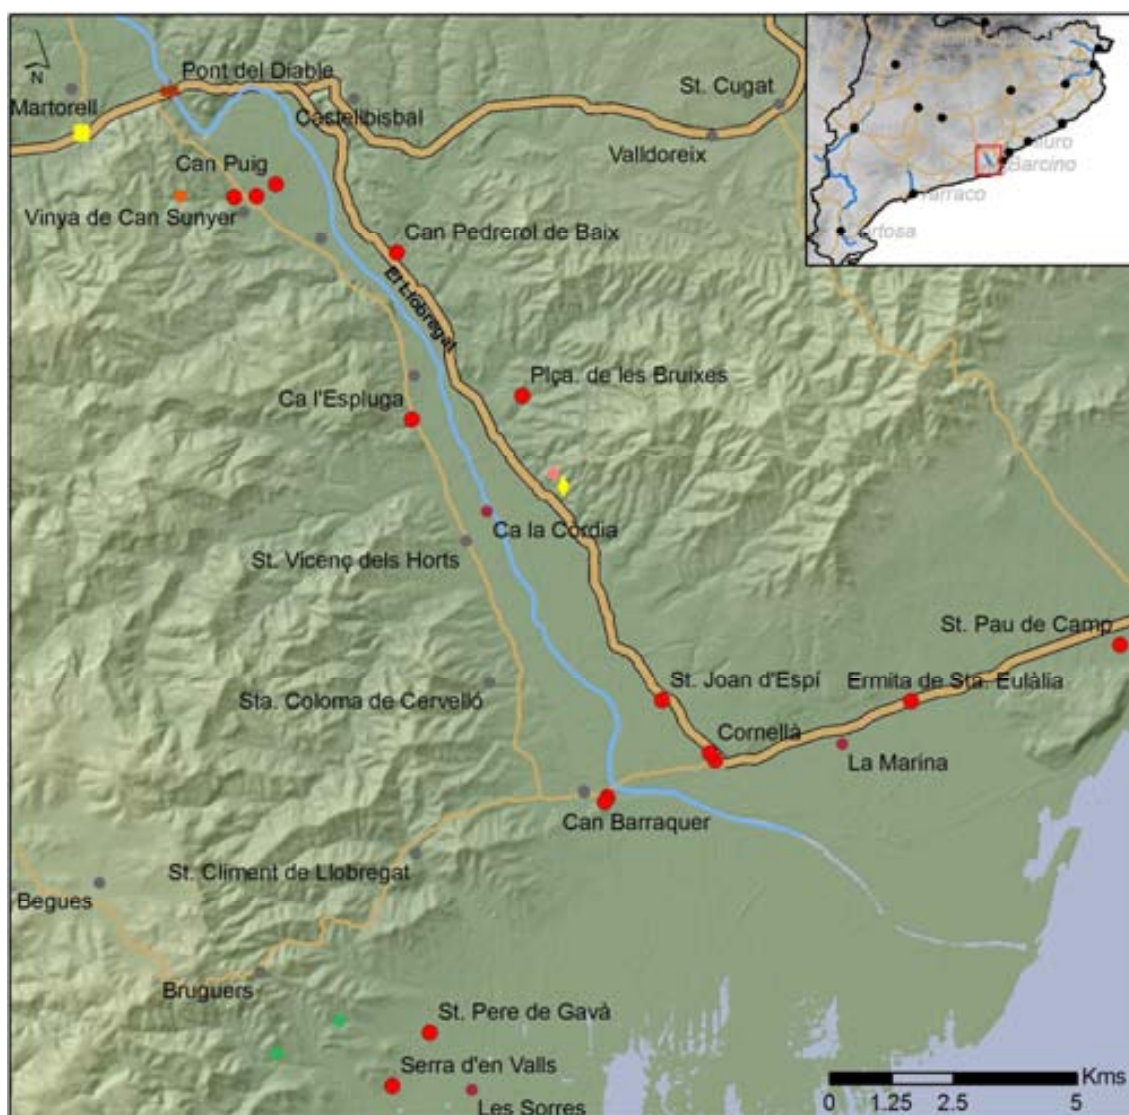 N
Pont del Diable
Martorell
Castellbisbal
St. Cugat
Valldoreix
Can Puig
Vinya de Can Sunyer
Can Pedrerol de Baix
El Llobregat
Barcino
Plça. de les Bruixes
Ca l'Espluga
Ca la Còrdia
St. Vicenç dels Horts
St. Pau de Camp
St. Joan d'Espí
Ermita de Sta. Eulàlia
Sta. Coloma de Cervelló
Cornellà
La Marina
Can Barraquer
St. Climent de Llobregat
Begues
Bruguers
St. Pere de Gavà
Serra d'en Valls
Les Sorres
Kms
0 1.25 2.5 5